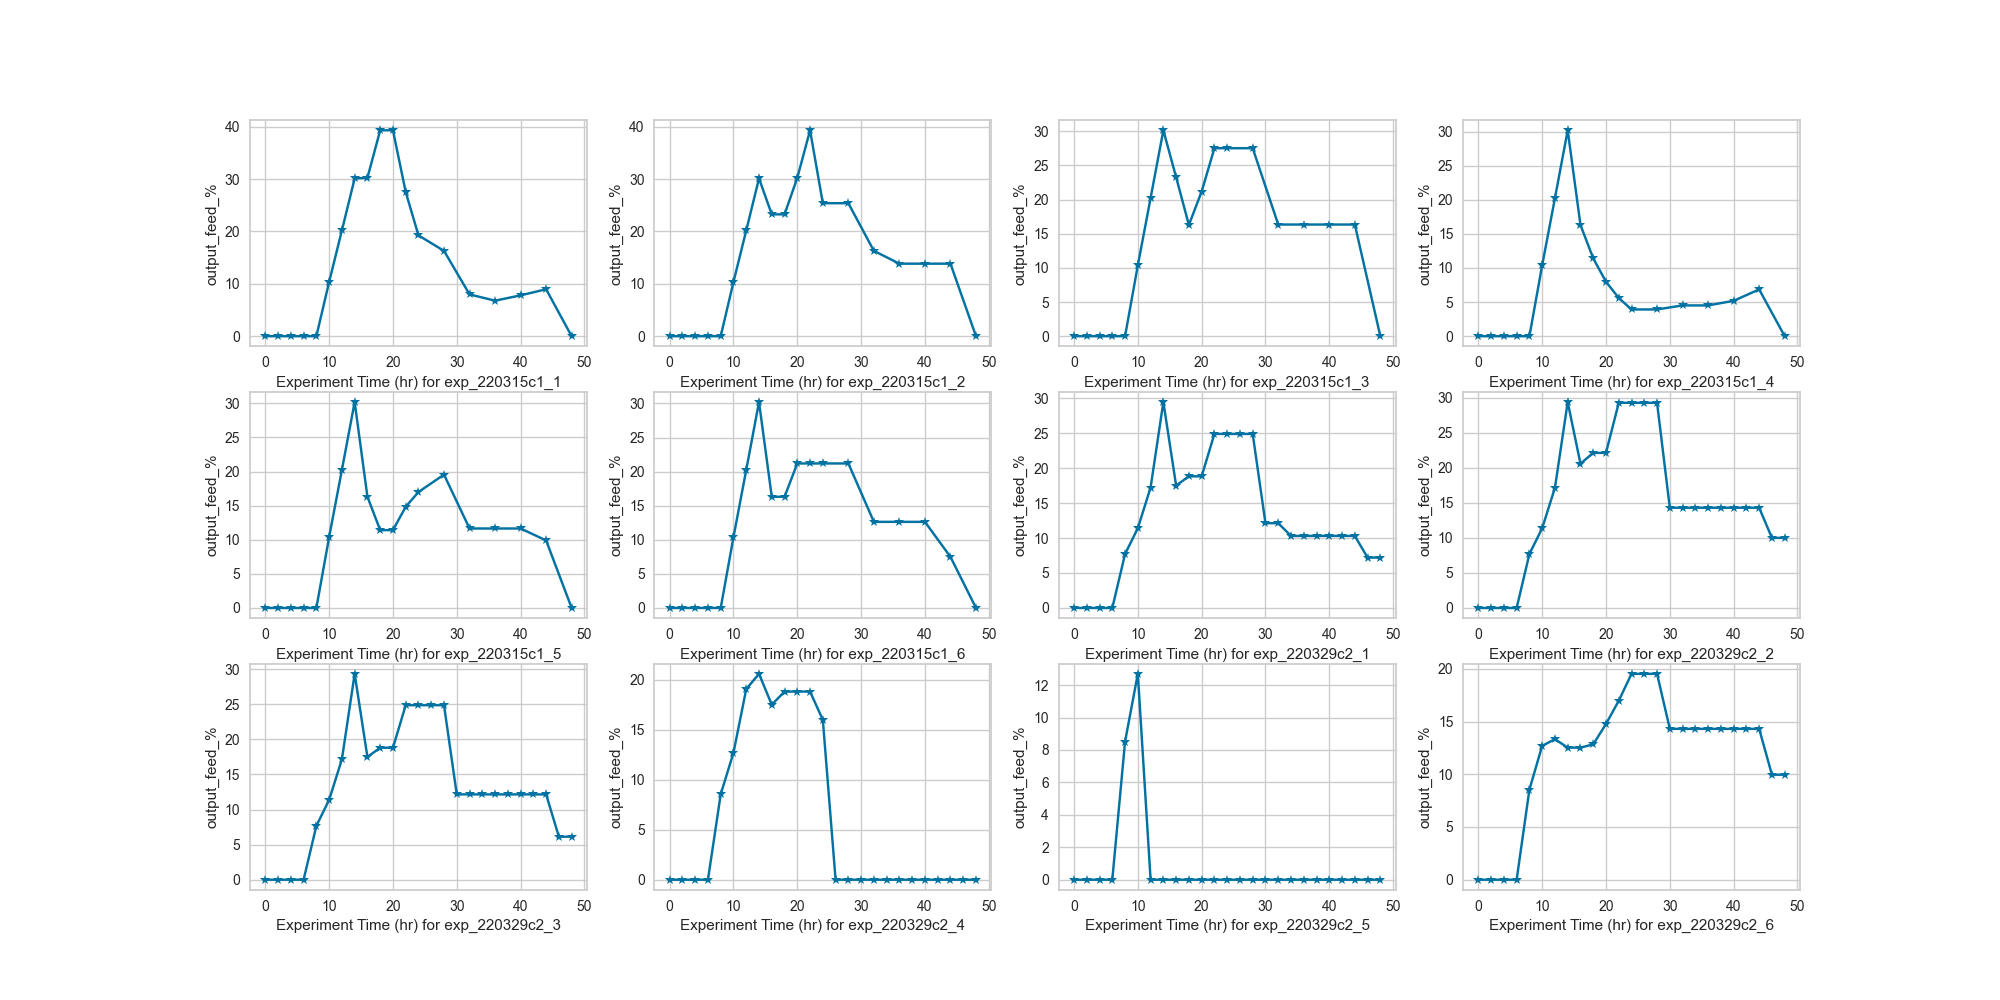 output_feed_%
40
30
20
10
0
0 10 20 30 40 50
Experiment Time (hr) for exp_220315c1_1
output_feed_%
40
30
20
10
0
0 10 20 30 40 50
Experiment Time (hr) for exp_220315c1_2
output_feed_%
30
25
20
15
10
5
0
0 10 20 30 40 50
Experiment Time (hr) for exp_220315c1_3
output_feed_%
30
25
20
15
10
5
0
0 10 20 30 40 50
Experiment Time (hr) for exp_220315c1_4
output_feed_%
30
25
20
15
10
5
0
0 10 20 30 40 50
Experiment Time (hr) for exp_220315c1_5
output_feed_%
30
25
20
15
10
5
0
0 10 20 30 40 50
Experiment Time (hr) for exp_220315c1_6
output_feed_%
30
25
20
15
10
5
0
0 10 20 30 40 50
Experiment Time (hr) for exp_220329c2_1
output_feed_%
30
25
20
15
10
5
0
0 10 20 30 40 50
Experiment Time (hr) for exp_220329c2_2
output_feed_%
30
25
20
15
10
5
0
0 10 20 30 40 50
Experiment Time (hr) for exp_220329c2_3
output_feed_%
20
15
10
5
0
0 10 20 30 40 50
Experiment Time (hr) for exp_220329c2_4
output_feed_%
12
10
8
6
4
2
0
0 10 20 30 40 50
Experiment Time (hr) for exp_220329c2_5
output_feed_%
20
15
10
5
0
0 10 20 30 40 50
Experiment Time (hr) for exp_220329c2_6